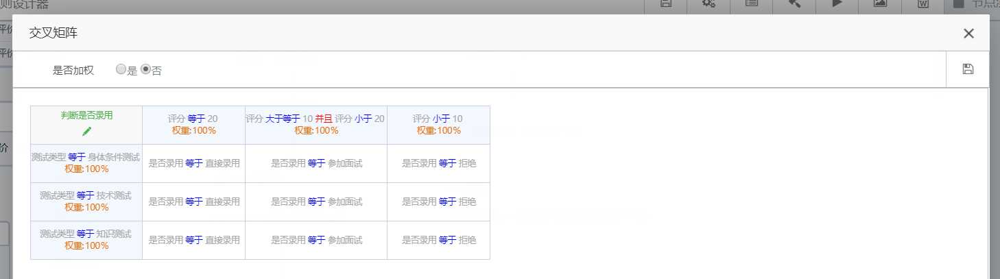 则设计器
节点
评价
评价
价
交叉矩阵
是否加权 是 否
判断是否录用
评分 等于 20
权重:100%
评分 大于等于 10 并且 评分 小于 20
权重:100%
评分 小于 10
权重:100%
测试类型 等于 身体条件测试
权重:100%
是否录用 等于 直接录用
是否录用 等于 参加面试
是否录用 等于 拒绝
测试类型 等于 技术测试
权重:100%
是否录用 等于 直接录用
是否录用 等于 参加面试
是否录用 等于 拒绝
测试类型 等于 知识测试
权重:100%
是否录用 等于 直接录用
是否录用 等于 参加面试
是否录用 等于 拒绝